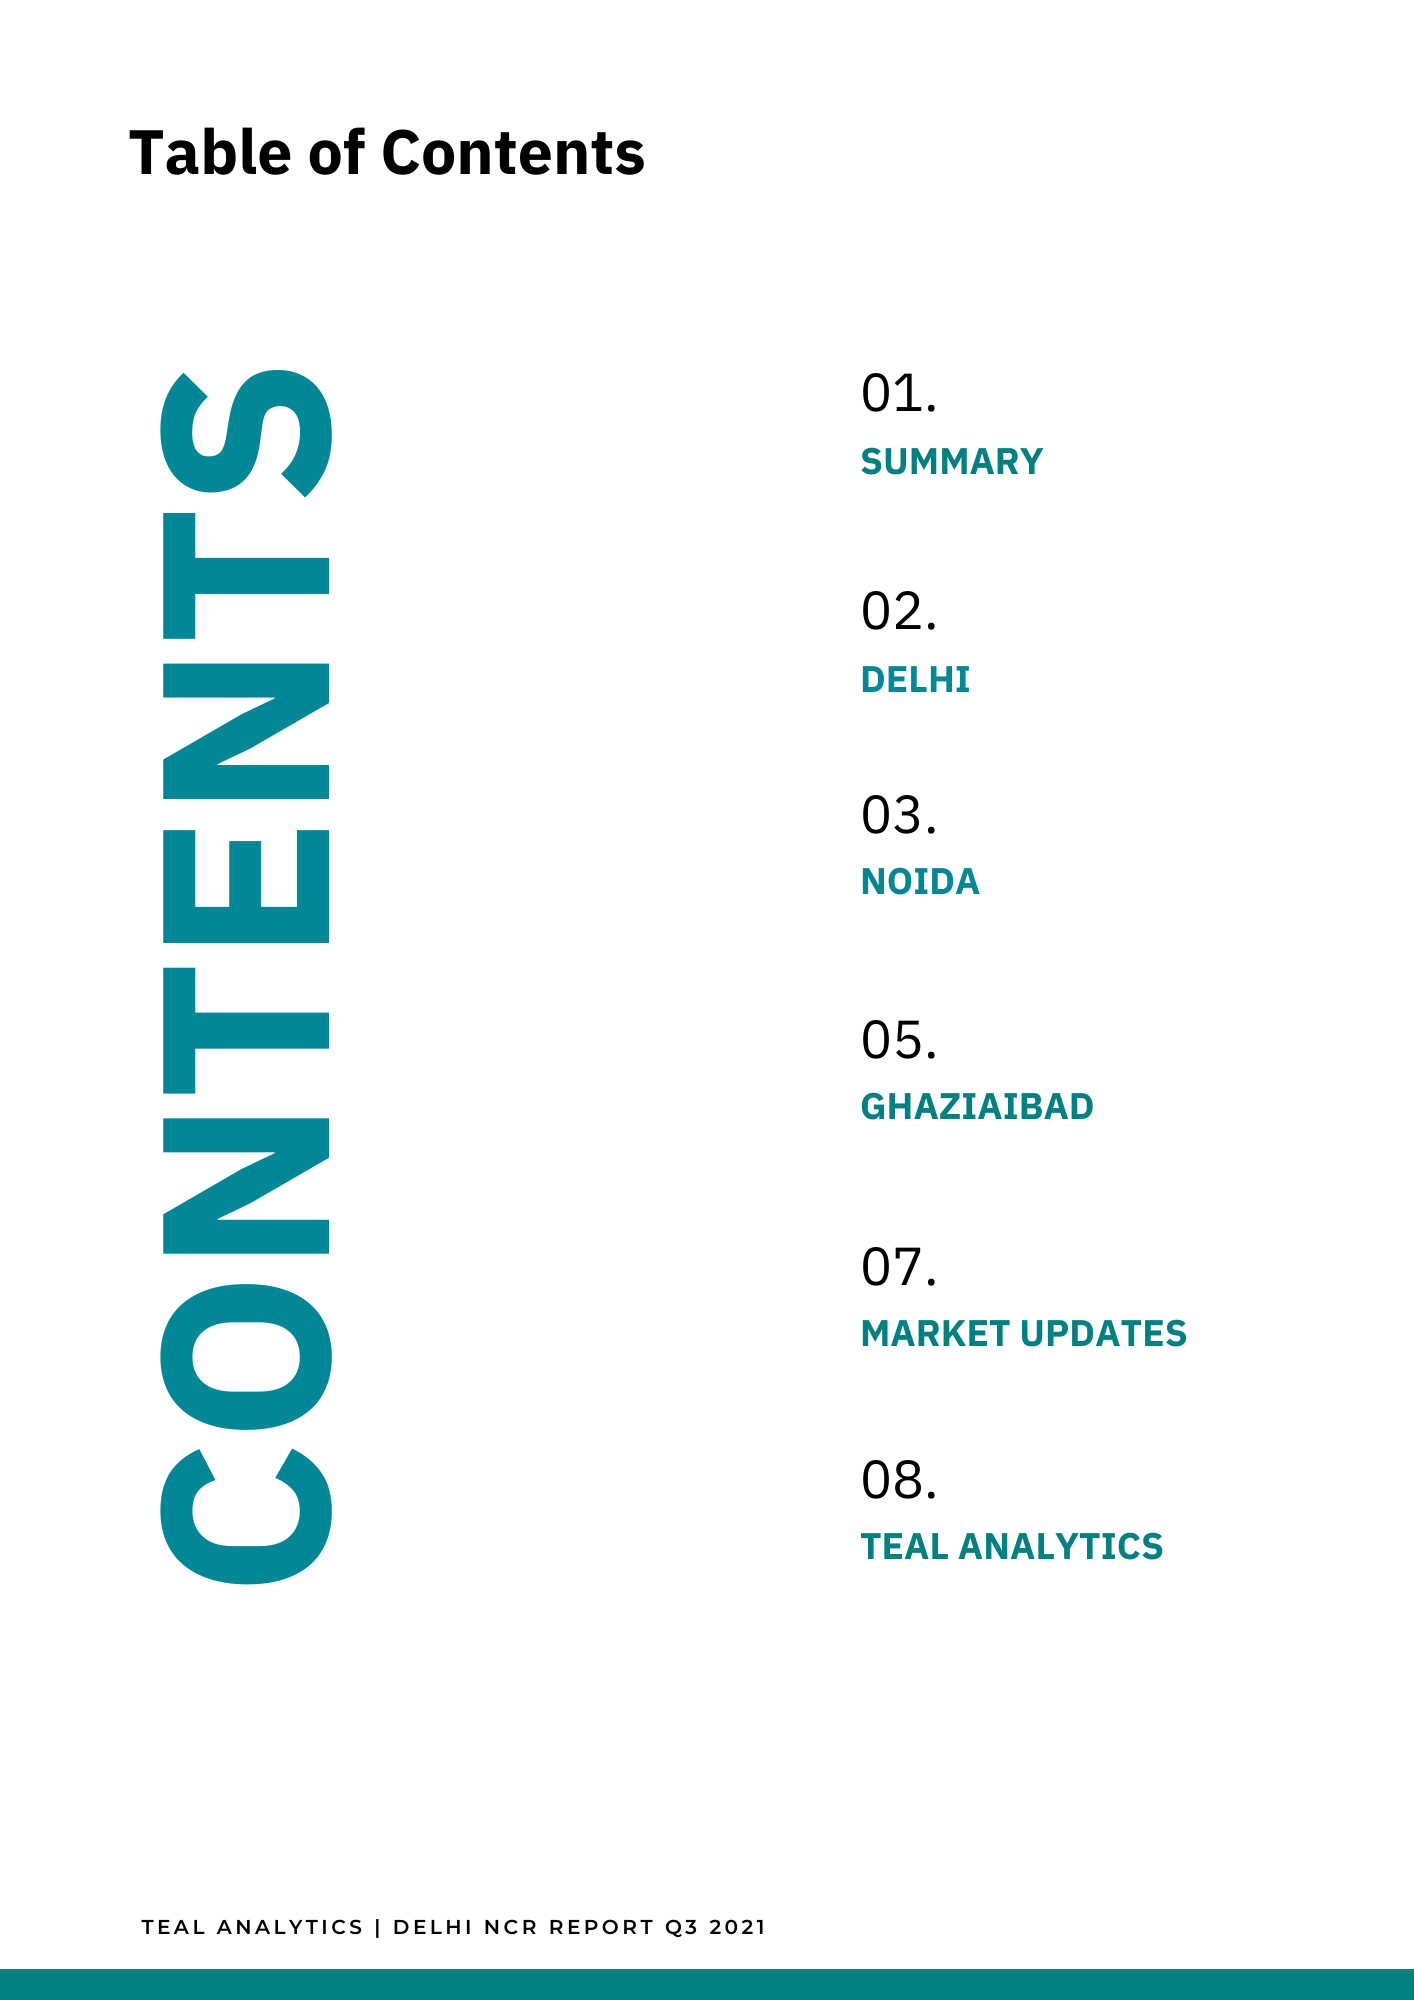 Table of Contents
CONTENTS
01.
SUMMARY
02.
DELHI
03.
NOIDA
05.
GHAZIAIBAD
07.
MARKET UPDATES
08.
TEAL ANALYTICS
TEAL ANALYTICS | DELHI NCR REPORT Q3 2021